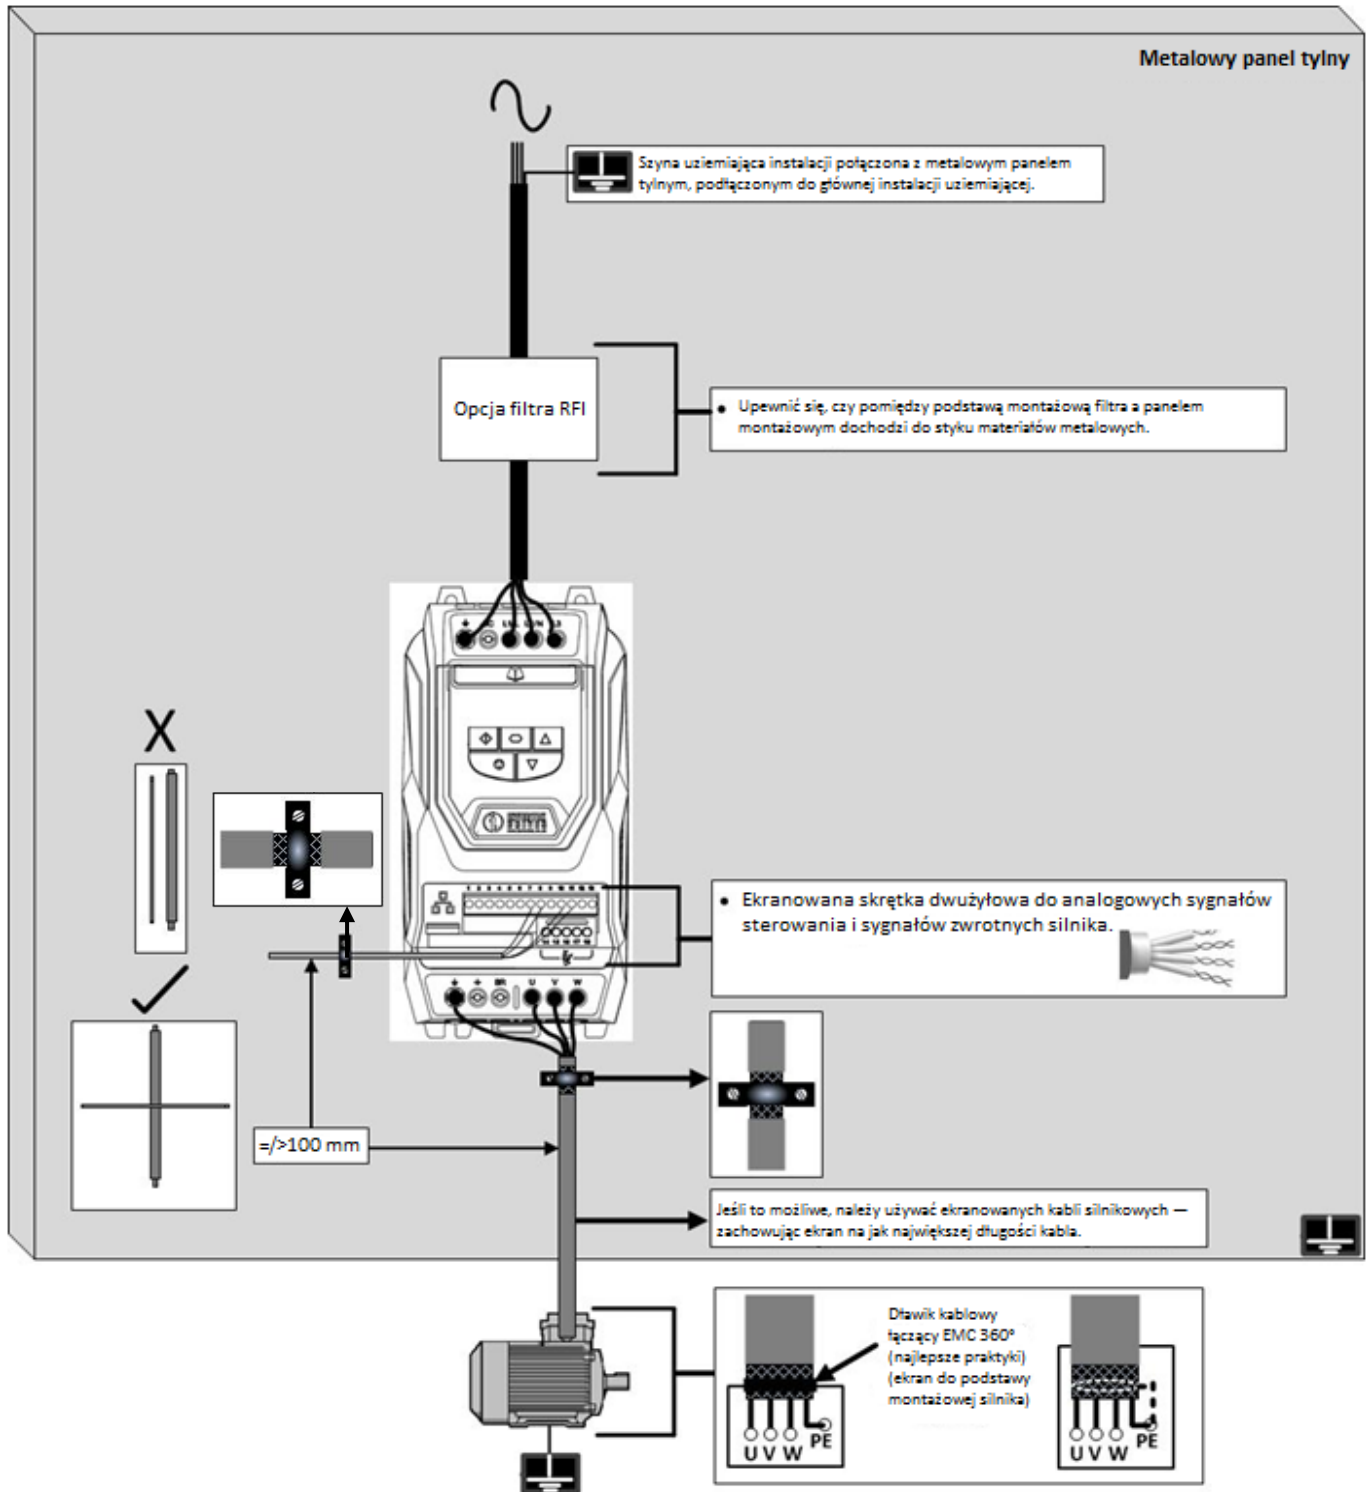 Metalowy panel tylny
Szyna uziemiająca instalacji połączona z metalowym panelem
tylnym, podłączonym do głównej instalacji uziemiającej.
Opcja filtra RFI
• Upewnić się, czy pomiędzy podstawą montażową filtra a panelem
montażowym dochodzi do styku materiałów metalowych.
X
• Ekranowana skrętka dwużyłowa do analogowych sygnałów
sterowania i sygnałów zwrotnych silnika.
BR U V W
=/>100 mm
Jeśli to możliwe, należy używać ekranowanych kabli silnikowych —
zachowując ekran na jak największej długości kabla.
Dławik kablowy
łączący EMC 360°
(najlepsze praktyki)
(ekran do podstawy
montażowej silnika)
U V W PE
U V W PE